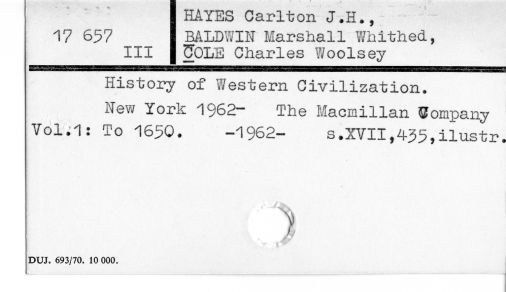 HAYES Carlton J.H.,
17 657 BALDWIN Marshall Whithed,
III COLE Charles Woolsey
History of Western Civilization.
New York 1962- The Macmillan Company
Vol.1: To 1650. -1962- s.XVII,435,ilustr.
DUJ. 693/70. 10 000.